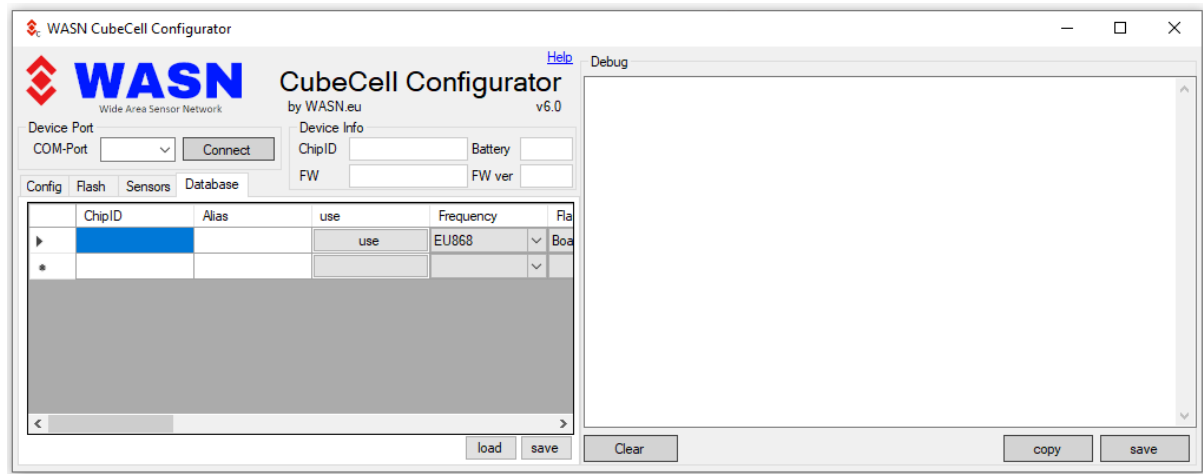 WASN CubeCell Configurator
Help
WASN
Wide Area Sensor Network
CubeCell Configurator
by WASN.eu v6.0
Device Port
COM-Port Connect
Device Info
ChipID Battery
FW FW ver
Config Flash Sensors Database
ChipID Alias use Frequency Fla
use EU868 Boa
load save
Debug
Clear copy save